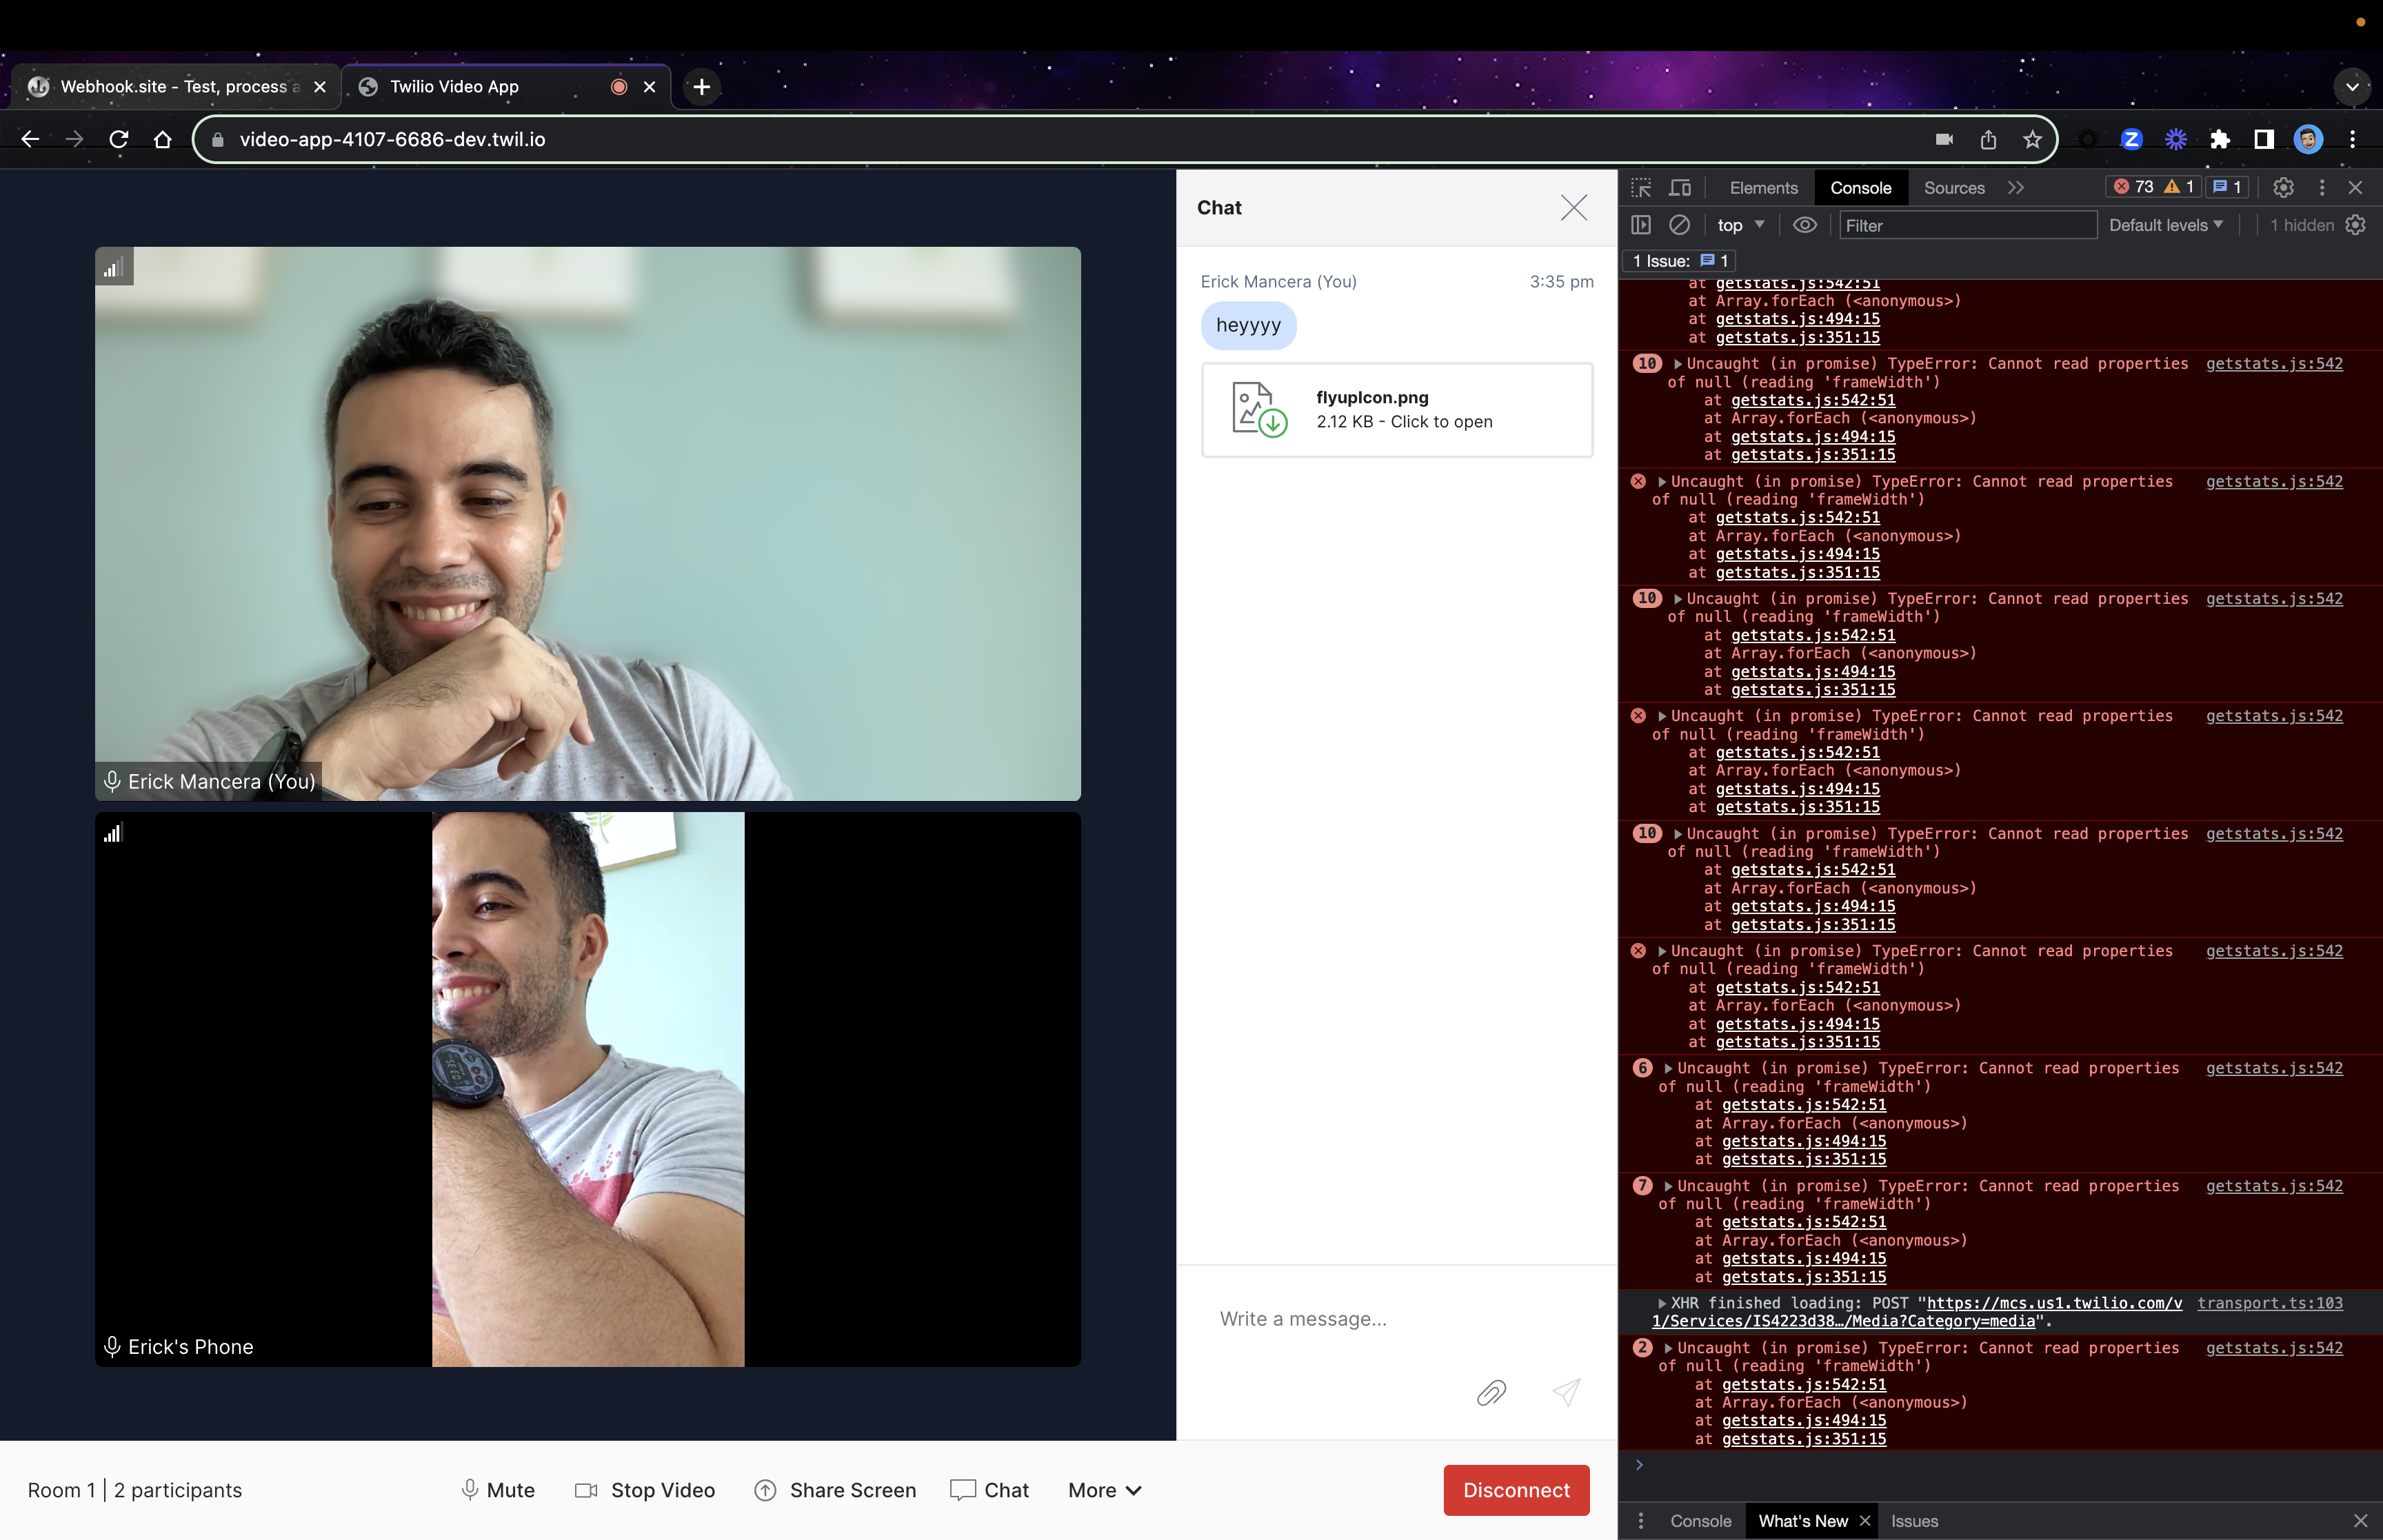 Webhook.site - Test, process a
Twilio Video App
video-app-4107-6686-dev.twil.io
Erick Mancera (You)
Erick's Phone
Chat
Erick Mancera (You) 3:35 pm
heyyyy
flyupIcon.png
2.12 KB - Click to open
Write a message...
Room 1 | 2 participants
Mute
Stop Video
Share Screen
Chat
More
Disconnect
Elements Console Sources 73 1 1
top Filter Default levels 1 hidden
1 Issue: 1
at getstats.js:542:51
at Array.forEach (<anonymous>)
at getstats.js:494:15
at getstats.js:351:15
10 Uncaught (in promise) TypeError: Cannot read properties getstats.js:542
of null (reading 'frameWidth')
at getstats.js:542:51
at Array.forEach (<anonymous>)
at getstats.js:494:15
at getstats.js:351:15
Uncaught (in promise) TypeError: Cannot read properties getstats.js:542
of null (reading 'frameWidth')
at getstats.js:542:51
at Array.forEach (<anonymous>)
at getstats.js:494:15
at getstats.js:351:15
10 Uncaught (in promise) TypeError: Cannot read properties getstats.js:542
of null (reading 'frameWidth')
at getstats.js:542:51
at Array.forEach (<anonymous>)
at getstats.js:494:15
at getstats.js:351:15
Uncaught (in promise) TypeError: Cannot read properties getstats.js:542
of null (reading 'frameWidth')
at getstats.js:542:51
at Array.forEach (<anonymous>)
at getstats.js:494:15
at getstats.js:351:15
10 Uncaught (in promise) TypeError: Cannot read properties getstats.js:542
of null (reading 'frameWidth')
at getstats.js:542:51
at Array.forEach (<anonymous>)
at getstats.js:494:15
at getstats.js:351:15
Uncaught (in promise) TypeError: Cannot read properties getstats.js:542
of null (reading 'frameWidth')
at getstats.js:542:51
at Array.forEach (<anonymous>)
at getstats.js:494:15
at getstats.js:351:15
6 Uncaught (in promise) TypeError: Cannot read properties getstats.js:542
of null (reading 'frameWidth')
at getstats.js:542:51
at Array.forEach (<anonymous>)
at getstats.js:494:15
at getstats.js:351:15
7 Uncaught (in promise) TypeError: Cannot read properties getstats.js:542
of null (reading 'frameWidth')
at getstats.js:542:51
at Array.forEach (<anonymous>)
at getstats.js:494:15
at getstats.js:351:15
XHR finished loading: POST "https://mcs.us1.twilio.com/v transport.ts:103
1/Services/IS4223d38…/Media?Category=media".
2 Uncaught (in promise) TypeError: Cannot read properties getstats.js:542
of null (reading 'frameWidth')
at getstats.js:542:51
at Array.forEach (<anonymous>)
at getstats.js:494:15
at getstats.js:351:15
Console What's New Issues